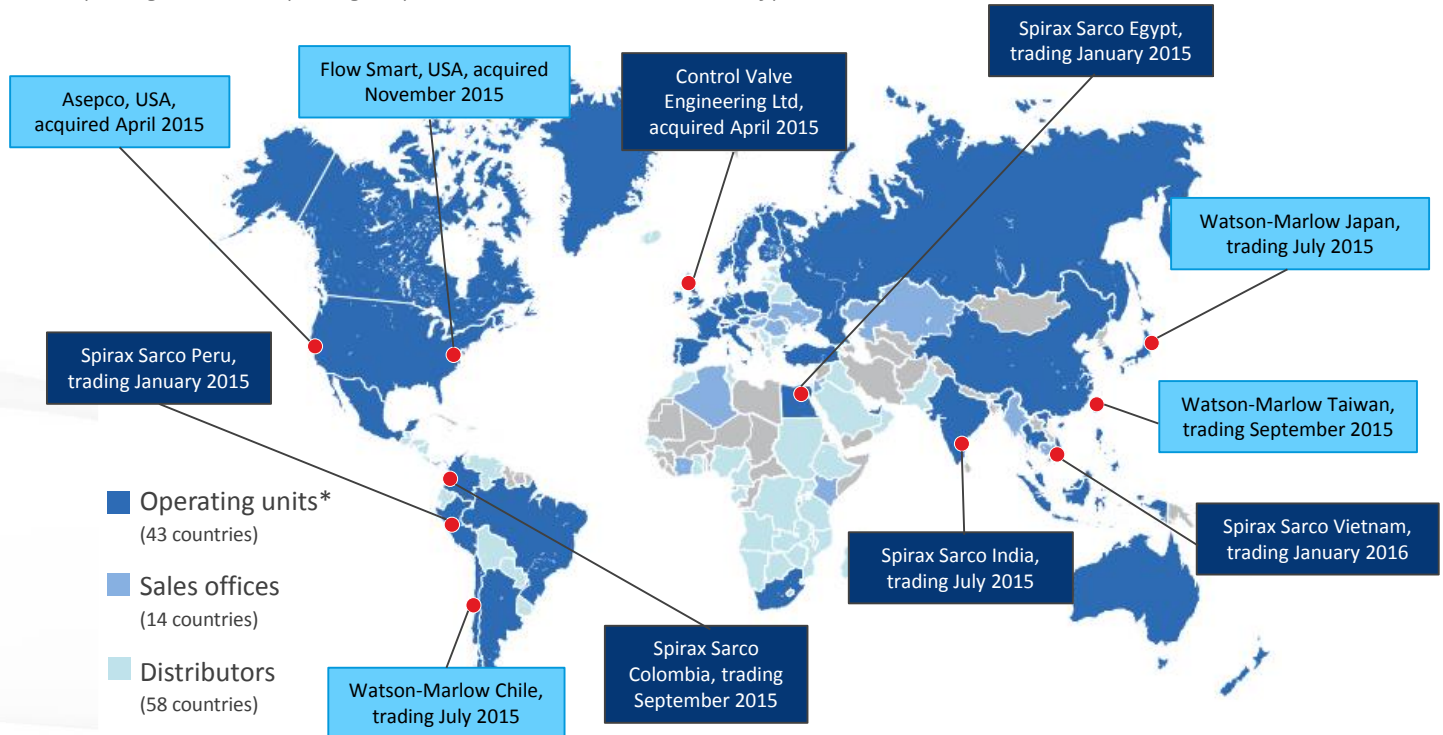 Spirax Sarco Egypt,
trading January 2015
Flow Smart, USA, acquired
November 2015
Control Valve
Engineering Ltd,
acquired April 2015
Asepco, USA,
acquired April 2015
Watson-Marlow Japan,
trading July 2015
Spirax Sarco Peru,
trading January 2015
Watson-Marlow Taiwan,
trading September 2015
Operating units*
(43 countries)
Spirax Sarco Vietnam,
trading January 2016
Spirax Sarco India,
trading July 2015
Sales offices
(14 countries)
Spirax Sarco
Colombia, trading
September 2015
Distributors
(58 countries)
Watson-Marlow Chile,
trading July 2015